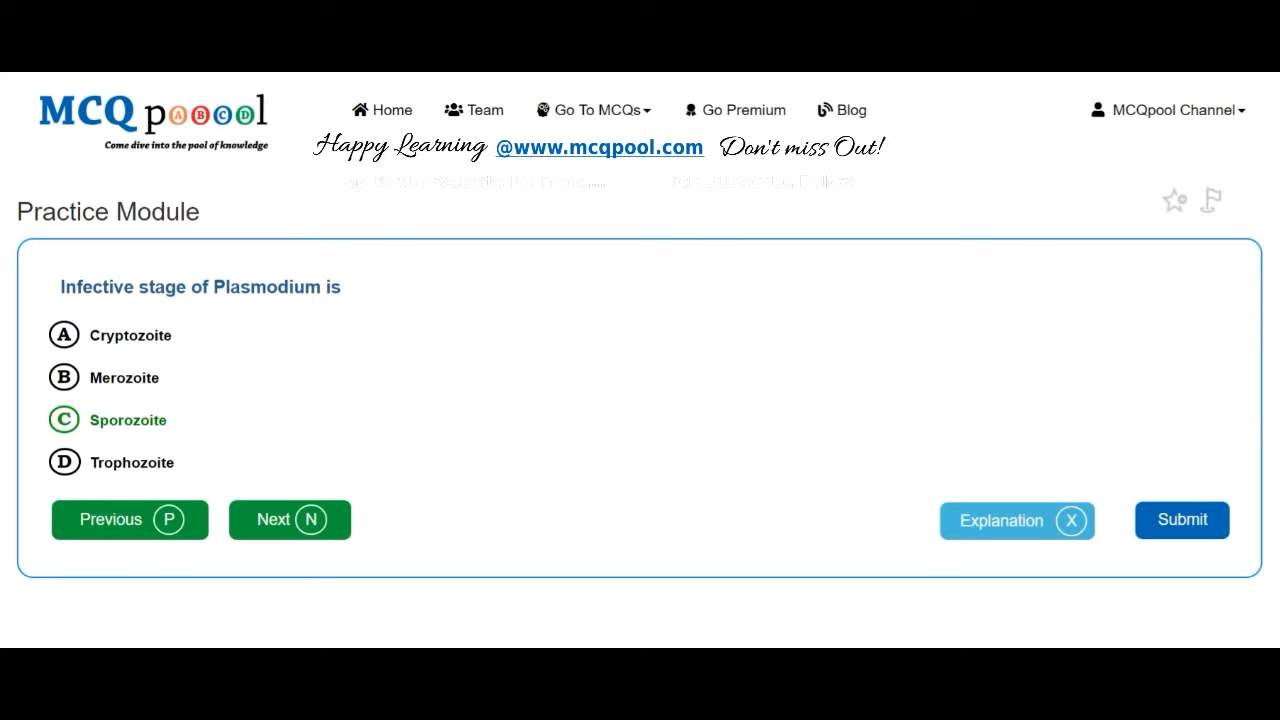 MCQ poool
Come dive into the pool of knowledge
Home Team Go To MCQs Go Premium Blog MCQpool Channel
Happy Learning @www.mcqpool.com Don't miss Out!
Practice Module
Infective stage of Plasmodium is
A Cryptozoite
B Merozoite
C Sporozoite
D Trophozoite
Previous P Next N Explanation X Submit